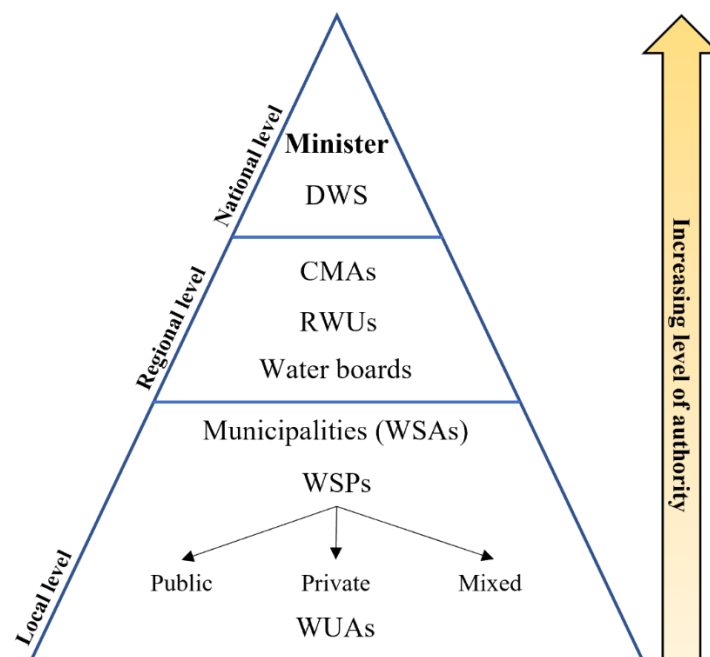 Minister
DWS
National level
CMAs
RWUs
Water boards
Regional level
Municipalities (WSAs)
WSPs
Public
Private
Mixed
WUAs
Local level
Increasing level of authority